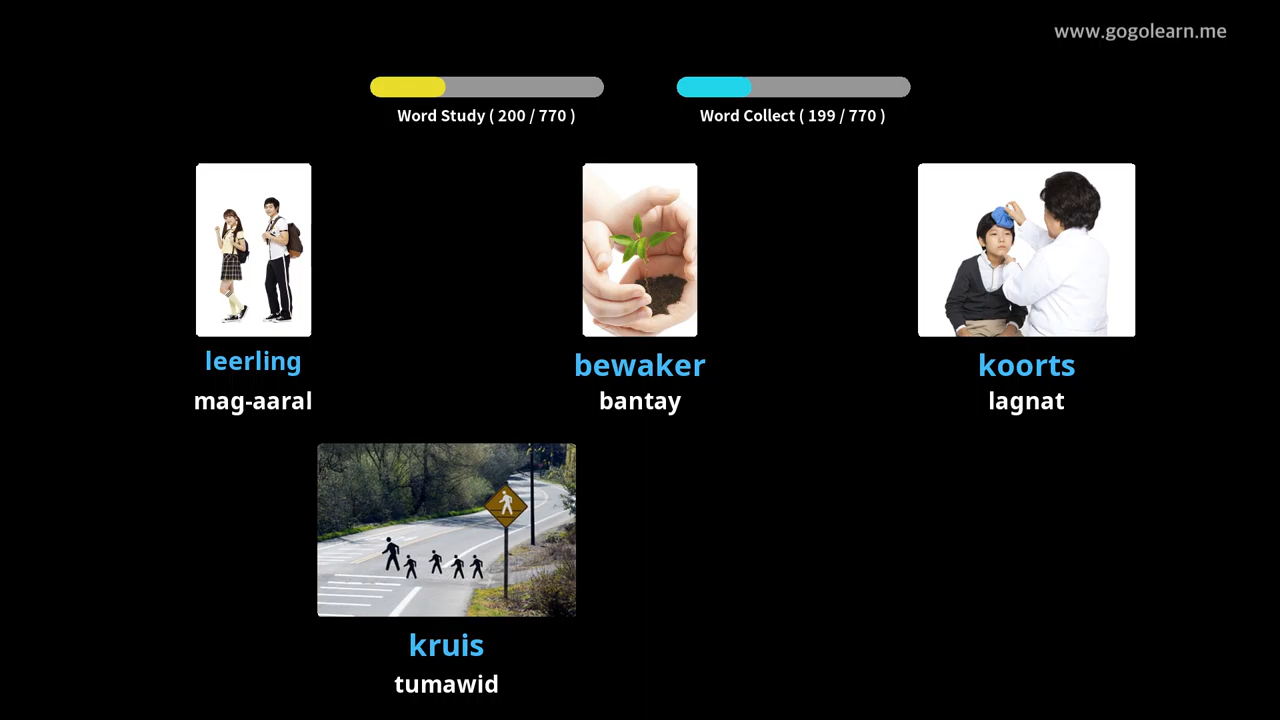 www.gogolearn.me
Word Study ( 200 / 770 )
Word Collect ( 199 / 770 )
leerling
mag-aaral
bewaker
bantay
koorts
lagnat
kruis
tumawid